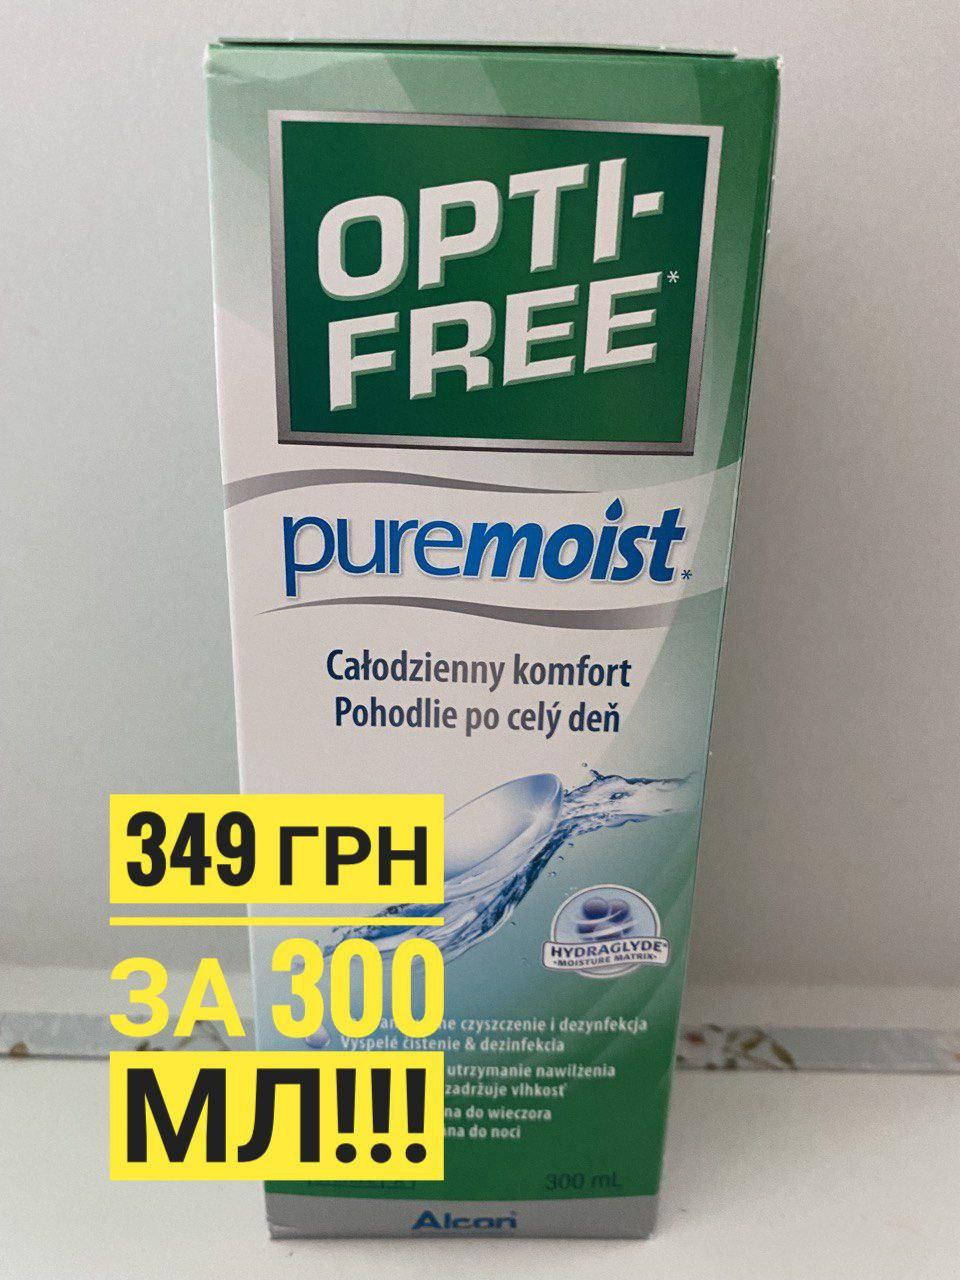 OPTI-
FREE*
puremoist.*
Całodzienny komfort
Pohodlie po celý deň
349 ГРН
ЗА 300
МЛ!!!
HYDRAGLYDE*
MOISTURE MATRIX
czyszczenie i dezynfekcja
Vyspelé čistenie & dezinfekcia
utrzymanie nawilżenia
zadržuje vlhkosť
do wieczora
do noci
300 mL
Alcon